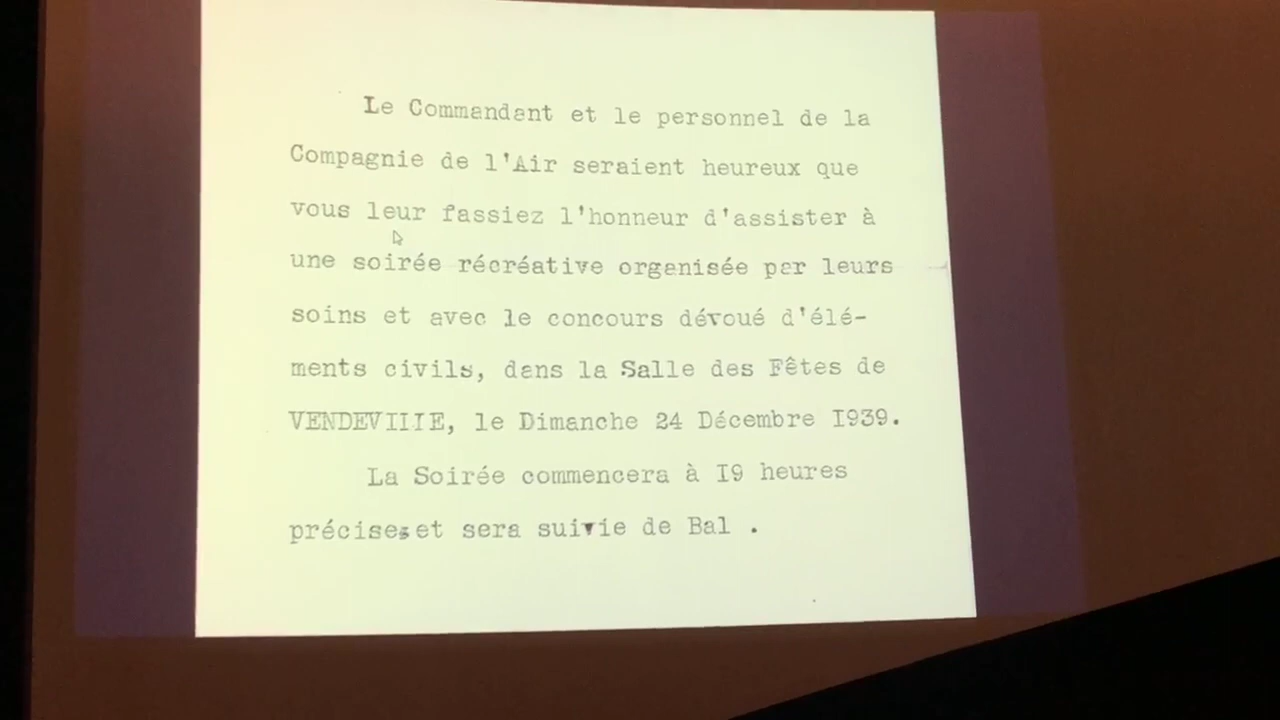 Le Commandant et le personnel de la
Compagnie de l'Air seraient heureux que
vous leur fassiez l'honneur d'assister à
une soirée récréative organisée par leurs
soins et avec le concours dévoué d'élé-
ments civils, dans la Salle des Fêtes de
VENDEVILLE, le Dimanche 24 Décembre I939.
La Soirée commencera à I9 heures
précises et sera suivie de Bal .